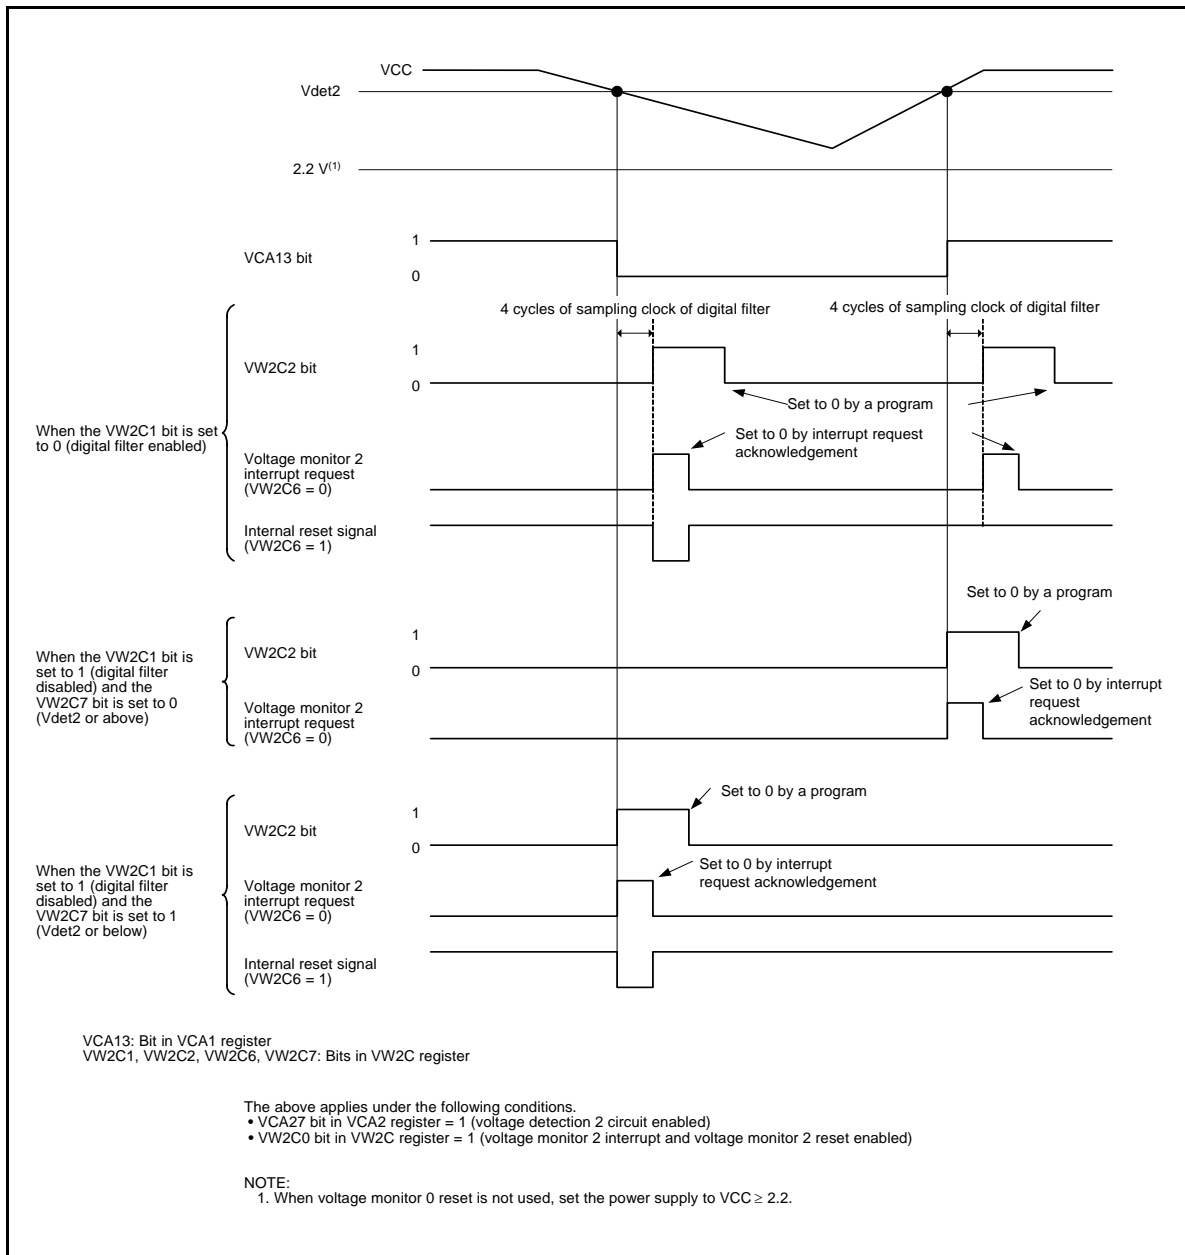 VCC
Vdet2
2.2 V(1)
VCA13 bit
1
0
4 cycles of sampling clock of digital filter
4 cycles of sampling clock of digital filter
VW2C2 bit
1
0
Set to 0 by a program
When the VW2C1 bit is set
to 0 (digital filter enabled)
Set to 0 by interrupt request
acknowledgement
Voltage monitor 2
interrupt request
(VW2C6 = 0)
Internal reset signal
(VW2C6 = 1)
Set to 0 by a program
When the VW2C1 bit is
set to 1 (digital filter
disabled) and the
VW2C7 bit is set to 0
(Vdet2 or above)
VW2C2 bit
1
0
Voltage monitor 2
interrupt request
(VW2C6 = 0)
Set to 0 by interrupt
request
acknowledgement
Set to 0 by a program
VW2C2 bit
1
0
When the VW2C1 bit is
set to 1 (digital filter
disabled) and the
VW2C7 bit is set to 1
(Vdet2 or below)
Set to 0 by interrupt
request acknowledgement
Voltage monitor 2
interrupt request
(VW2C6 = 0)
Internal reset signal
(VW2C6 = 1)
VCA13: Bit in VCA1 register
VW2C1, VW2C2, VW2C6, VW2C7: Bits in VW2C register
The above applies under the following conditions.
• VCA27 bit in VCA2 register = 1 (voltage detection 2 circuit enabled)
• VW2C0 bit in VW2C register = 1 (voltage monitor 2 interrupt and voltage monitor 2 reset enabled)
NOTE:
1. When voltage monitor 0 reset is not used, set the power supply to VCC ≥ 2.2.